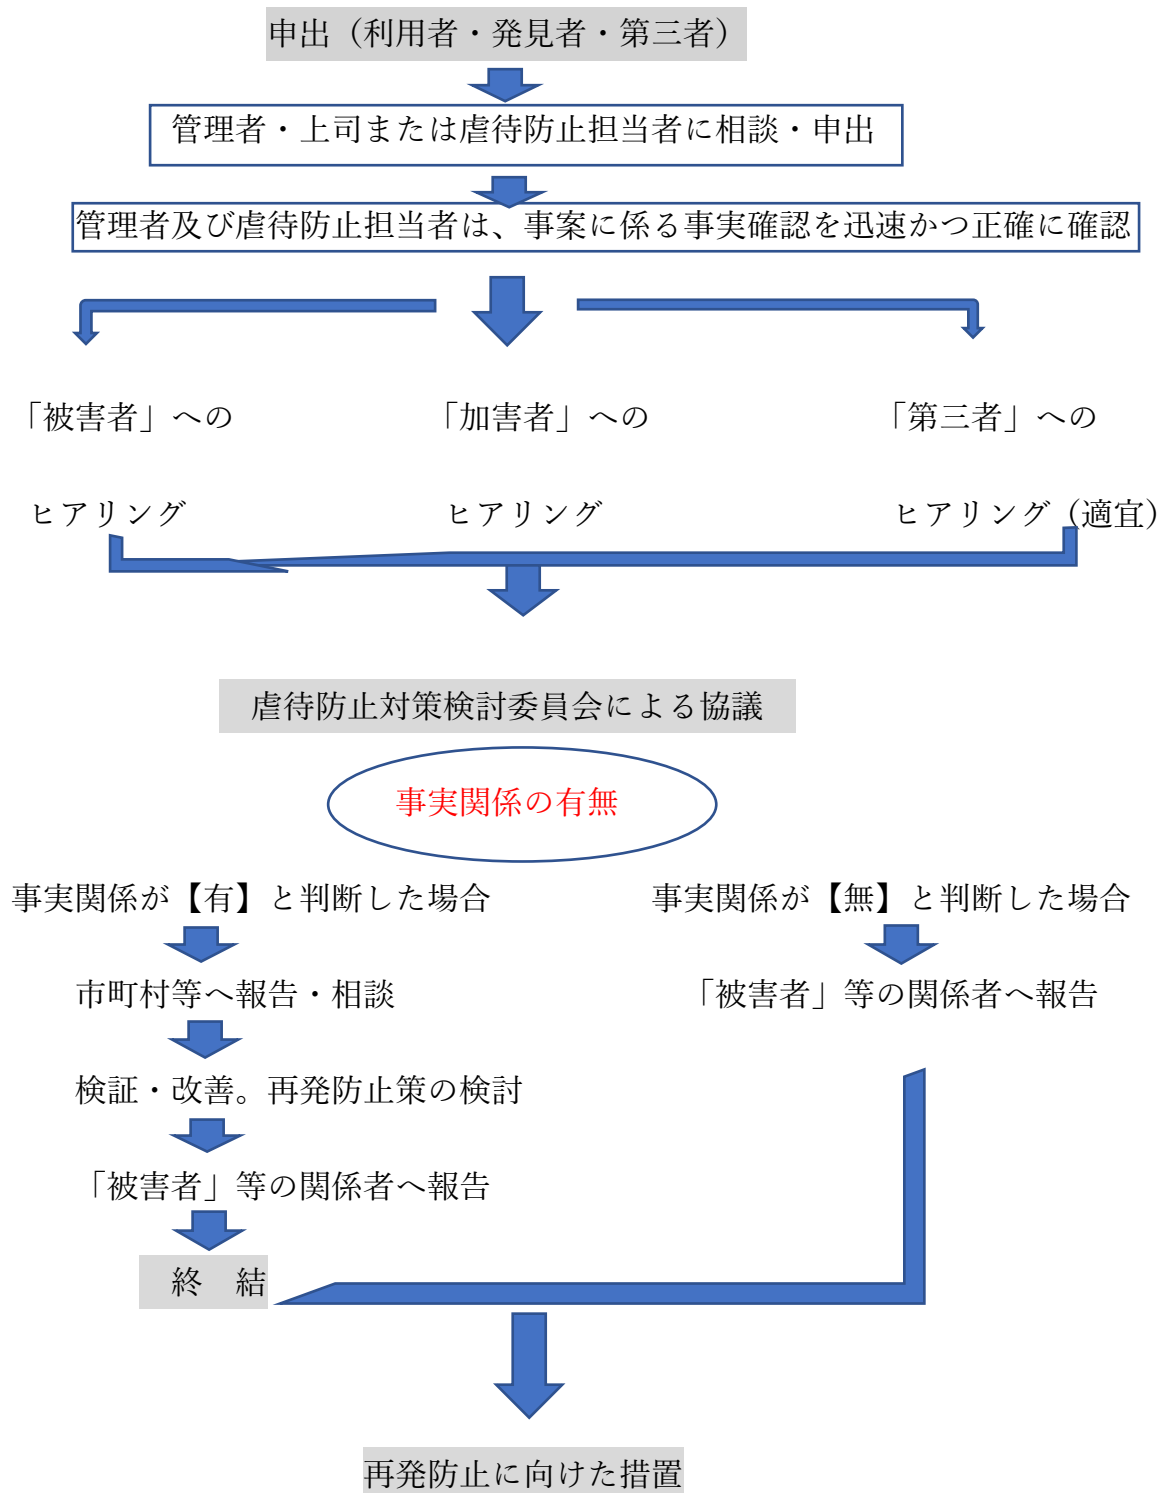 申出（利用者・発見者・第三者）
管理者・上司または虐待防止担当者に相談・申出
管理者及び虐待防止担当者は、事案に係る事実確認を迅速かつ正確に確認
「被害者」への
ヒアリング
「加害者」への
ヒアリング
「第三者」への
ヒアリング（適宜）
虐待防止対策検討委員会による協議
事実関係の有無
事実関係が【有】と判断した場合
市町村等へ報告・相談
検証・改善。再発防止策の検討
「被害者」等の関係者へ報告
事実関係が【無】と判断した場合
「被害者」等の関係者へ報告
終　結
再発防止に向けた措置